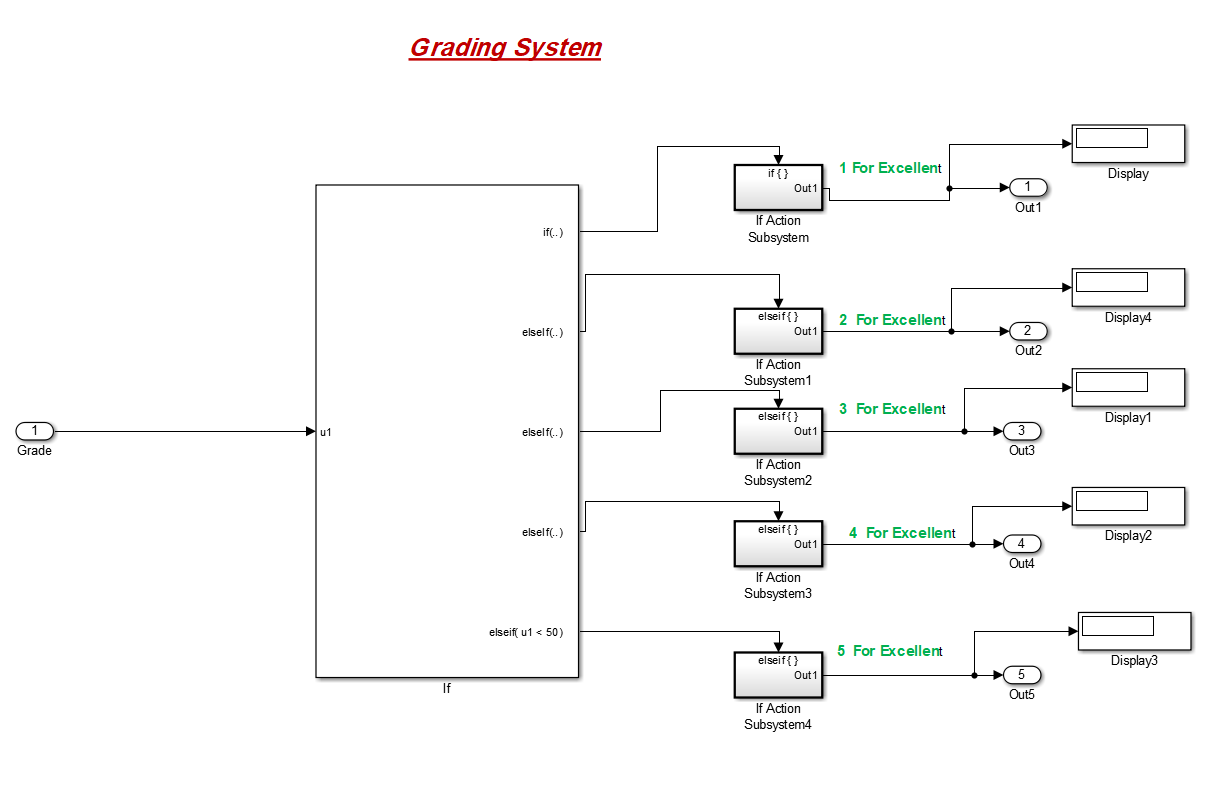 Grading System
1
Grade
u1
if(..)
elseIf(..)
elseIf(..)
elseIf(..)
elseif( u1 < 50)
If
if { }
Out1
If Action
Subsystem
1 For Excellent
1
Out1
Display
elseif { }
Out1
If Action
Subsystem1
2 For Excellent
2
Out2
Display4
elseif { }
Out1
If Action
Subsystem2
3 For Excellent
3
Out3
Display1
elseif { }
Out1
If Action
Subsystem3
4 For Excellent
4
Out4
Display2
elseif { }
Out1
If Action
Subsystem4
5 For Excellent
5
Out5
Display3